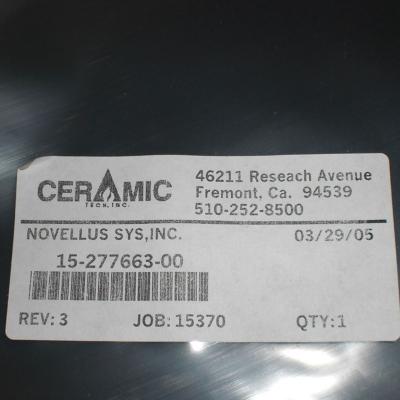 CERAMIC
TECH, INC.
46211 Reseach Avenue
Fremont, Ca. 94539
510-252-8500
NOVELLUS SYS,INC. 03/29/05
15-277663-00
REV: 3 JOB: 15370 QTY: 1